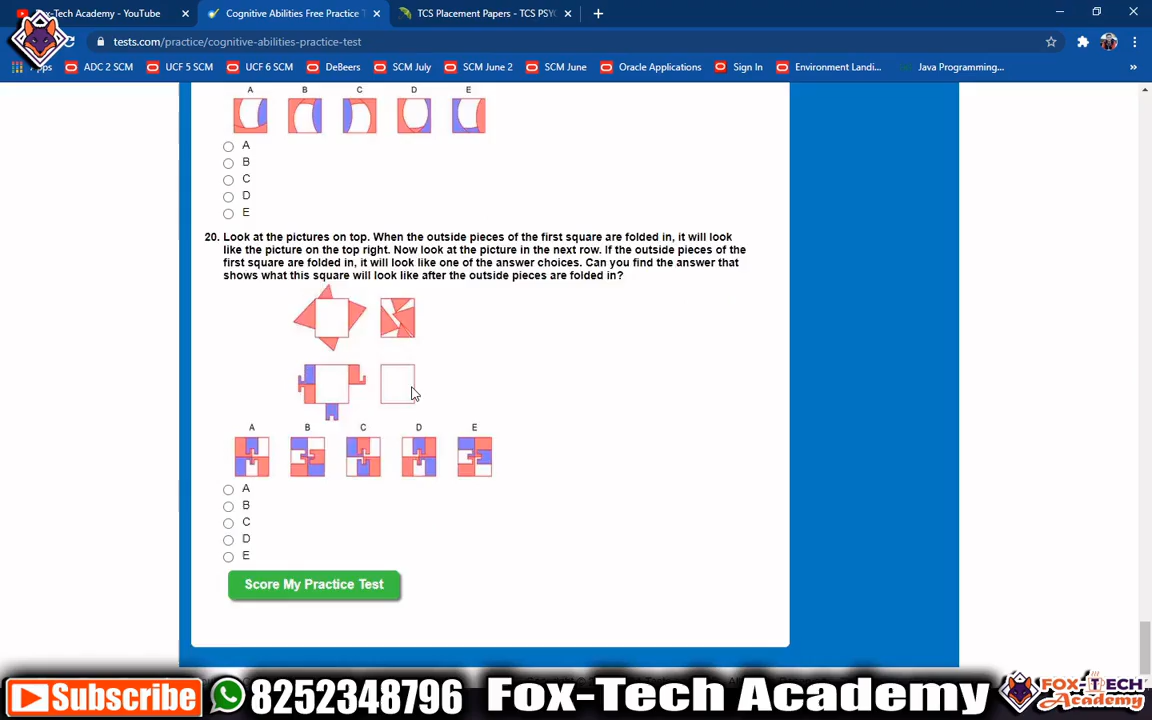 Fox-Tech Academy - YouTube
Cognitive Abilities Free Practice T
TCS Placement Papers - TCS PSYC
tests.com/practice/cognitive-abilities-practice-test
Apps ADC 2 SCM UCF 5 SCM UCF 6 SCM DeBeers SCM July SCM June 2 SCM June Oracle Applications Sign In Environment Landi... Java Programming... »
A B C D E
A
B
C
D
E
20. Look at the pictures on top. When the outside pieces of the first square are folded in, it will look
like the picture on the top right. Now look at the picture in the next row. If the outside pieces of the
first square are folded in, it will look like one of the answer choices. Can you find the answer that
shows what this square will look like after the outside pieces are folded in?
A B C D E
A
B
C
D
E
Score My Practice Test
Subscribe 8252348796 Fox-Tech Academy FOX-TECH
Academy